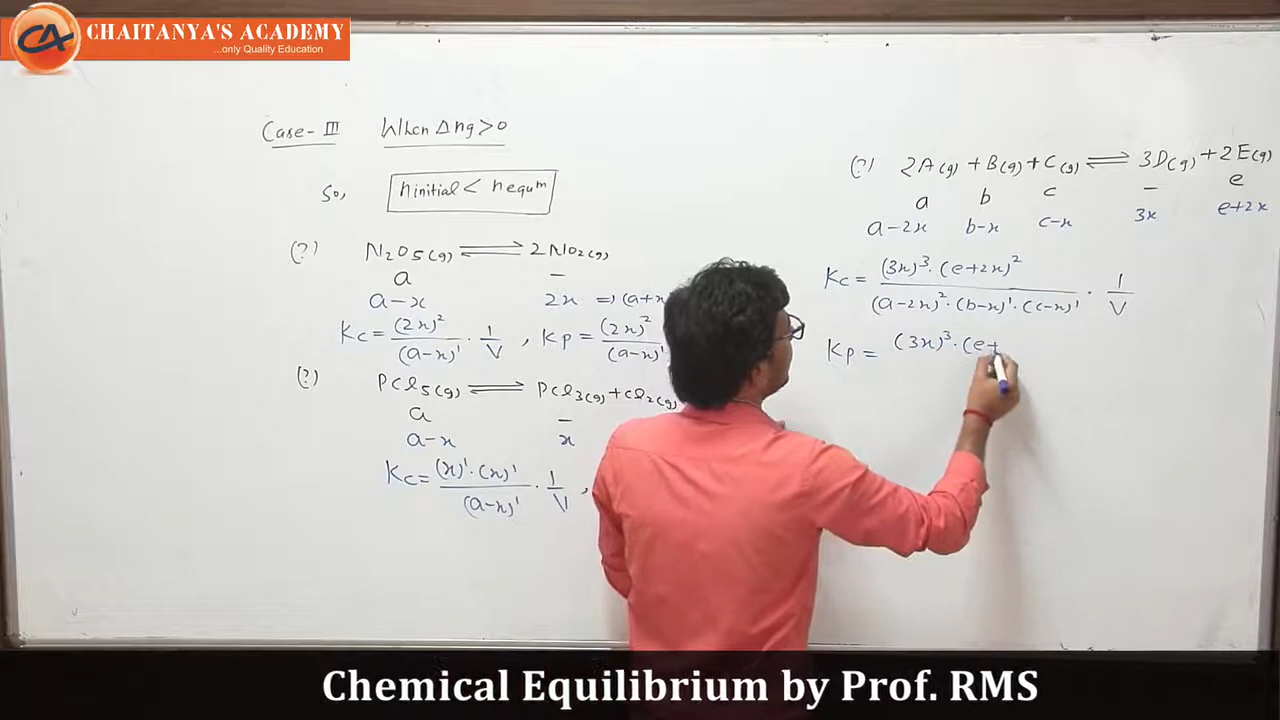 CHAITANYA'S ACADEMY
...only Quality Education
CA
Case-III When Δng>0
So, ninitial < nequm
(?) N2O5(g) ⇌ 2NO2(g)
a –
a-x 2x => (a+x
Kc = (2x)²/(a-x)¹ · 1/V , Kp = (2x)²/(a-x)¹
(?) PCl5(g) ⇌ PCl3(g)+Cl2(g)
a –
a-x x
Kc = (x)¹·(x)¹/(a-x)¹ · 1/V ,
(?) 2A(g) + B(g) + C(g) ⇌ 3D(g) + 2E(g)
a b c – e
a-2x b-x c-x 3x e+2x
Kc = (3x)³·(e+2x)²/(a-2x)²·(b-x)¹·(c-x)¹ · 1/V
Kp = (3x)³·(e+
Chemical Equilibrium by Prof. RMS